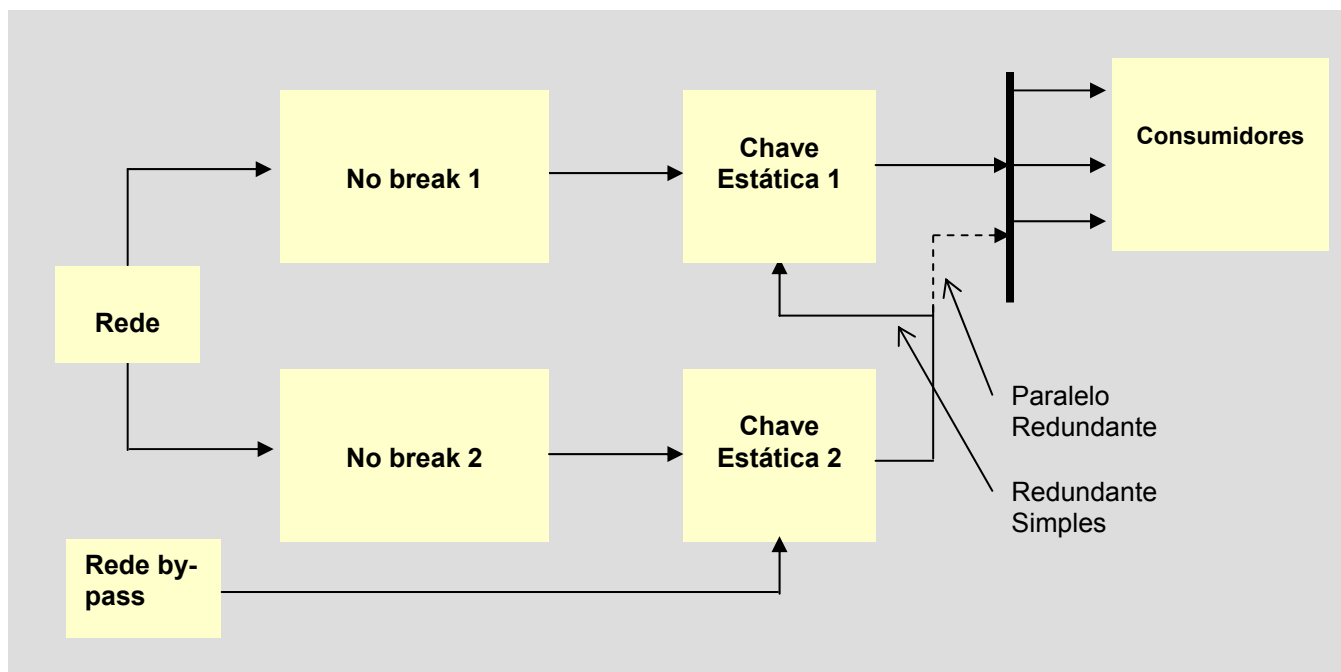 No break 1
Chave
Estática 1
Consumidores
Rede
No break 2
Chave
Estática 2
Paralelo
Redundante
Redundante
Simples
Rede by-
pass